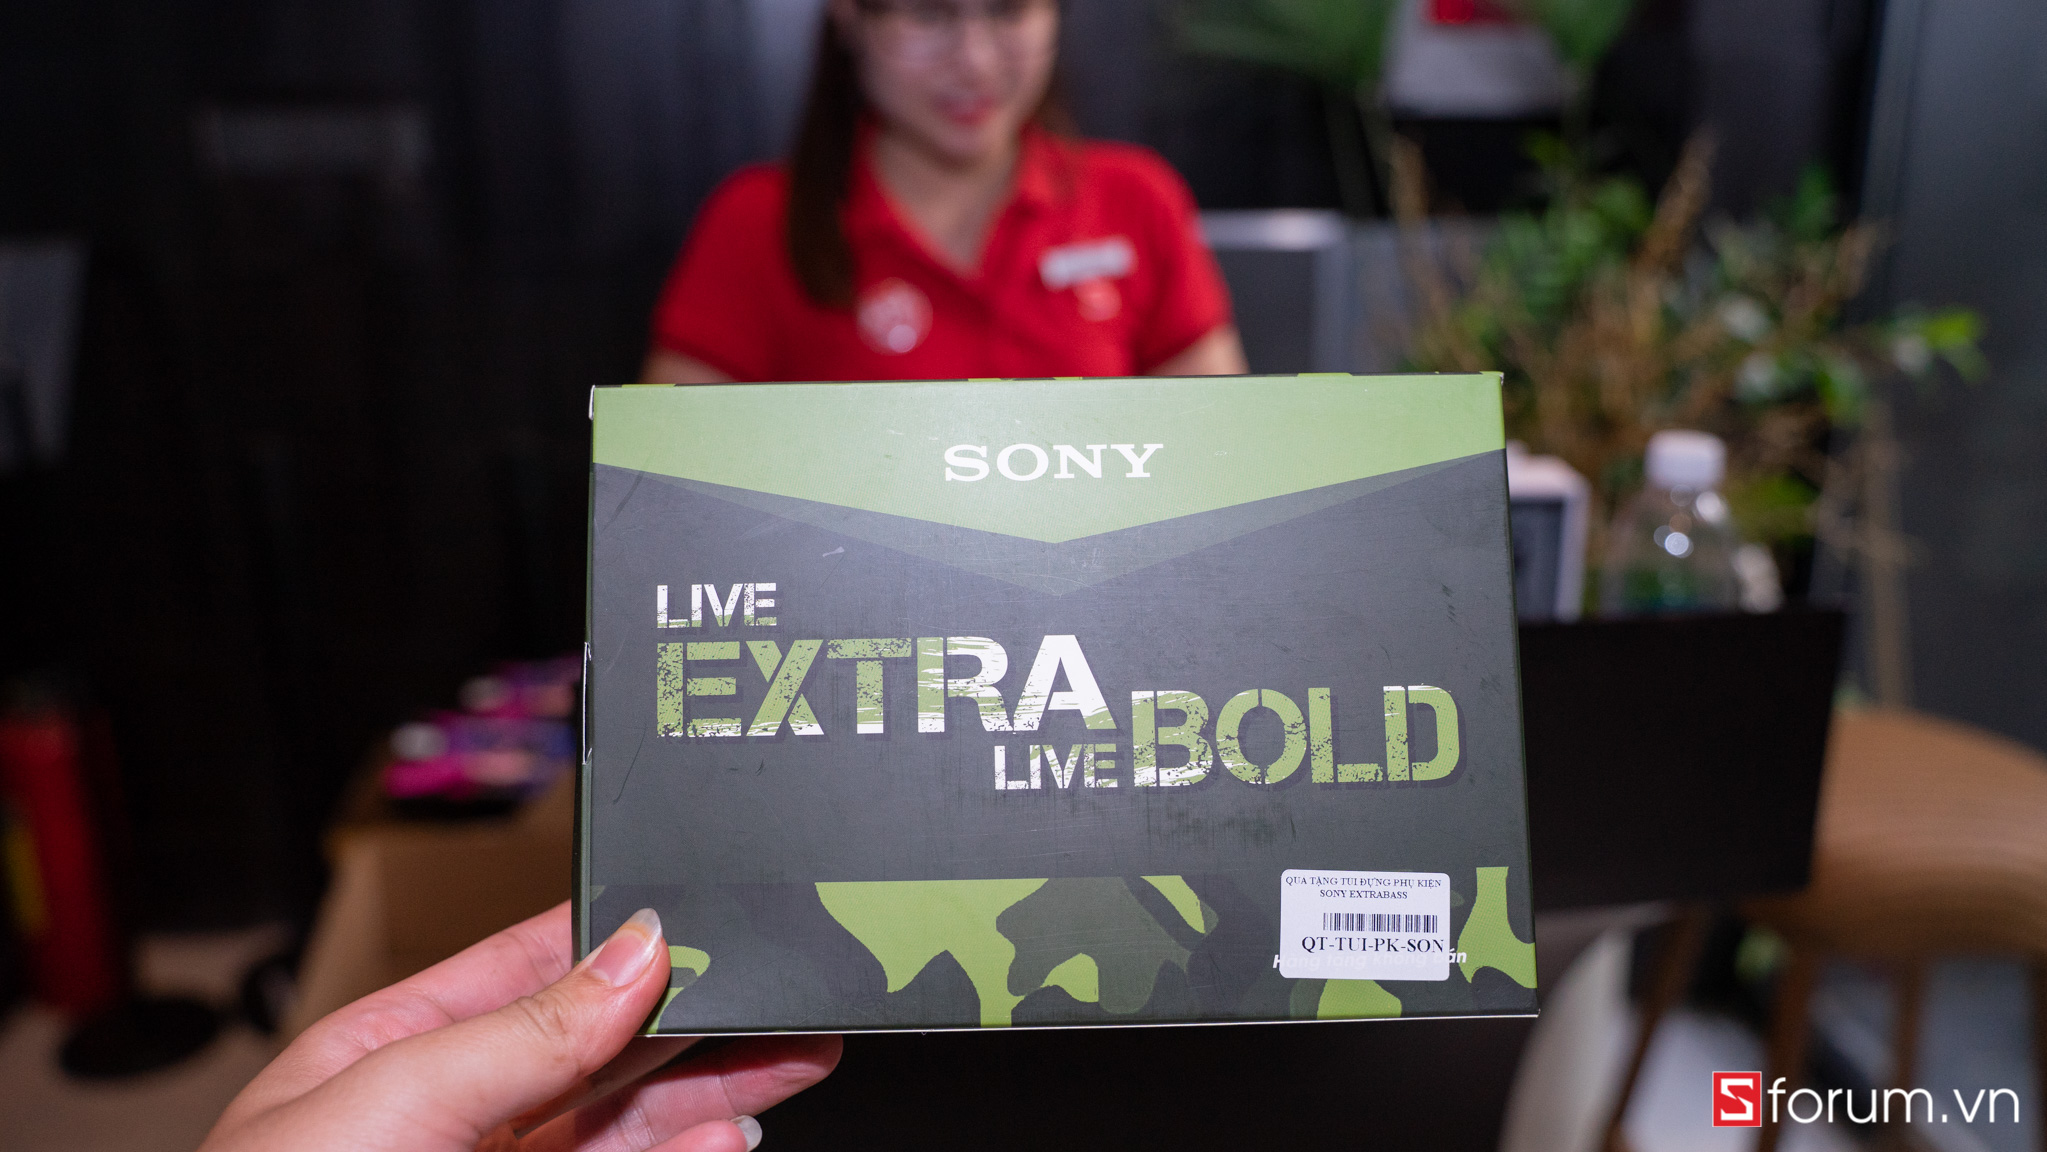 SONY
LIVE
EXTRA
LIVE BOLD
QUA TẶNG TUI ĐỰNG PHỤ KIỆN
SONY EXTRABASS
QT-TUI-PK-SON
Hàng tặng không bán
Sforum.vn